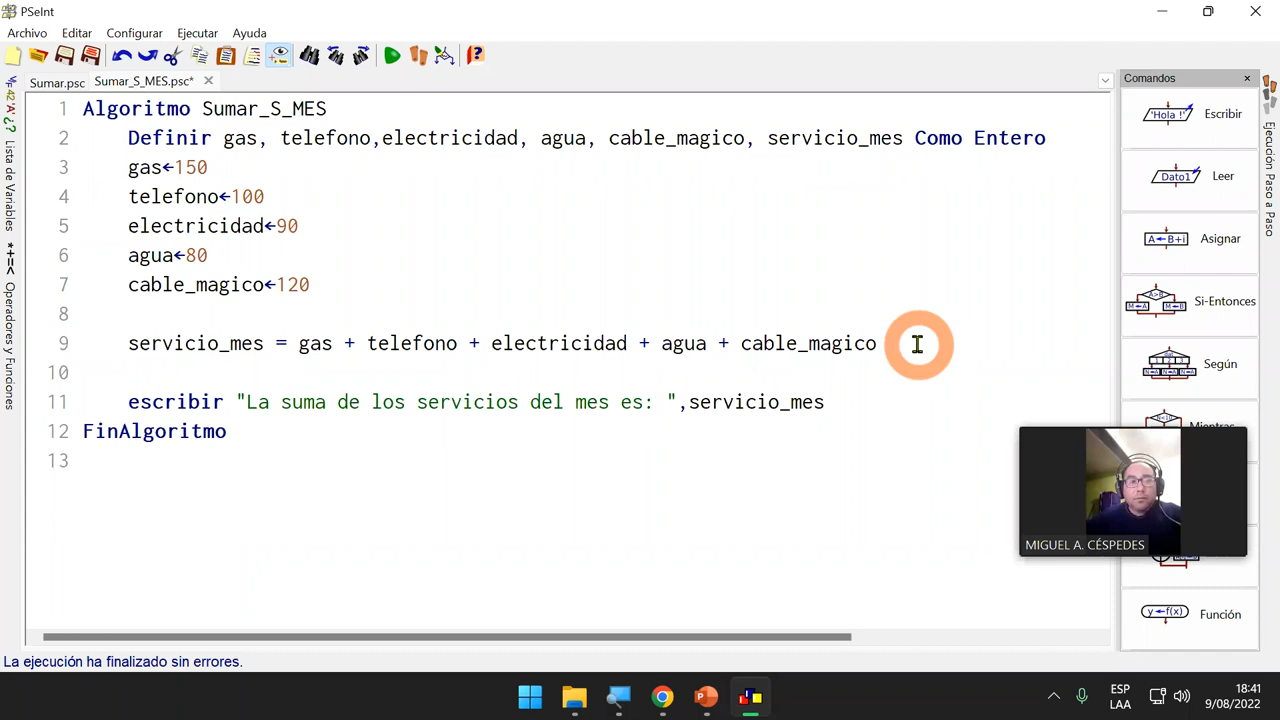 PSeInt
Archivo Editar Configurar Ejecutar Ayuda
Sumar.psc Sumar_S_MES.psc*
1 Algoritmo Sumar_S_MES
2 Definir gas, telefono,electricidad, agua, cable_magico, servicio_mes Como Entero
3 gas←150
4 telefono←100
5 electricidad←90
6 agua←80
7 cable_magico←120
8
9 servicio_mes = gas + telefono + electricidad + agua + cable_magico
10
11 escribir "La suma de los servicios del mes es: ",servicio_mes
12 FinAlgoritmo
13
Lista de Variables
*+=< Operadores y Funciones
Comandos
'Hola !' Escribir
Dato1 Leer
A←B+i Asignar
A>B
M←A M←B Si-Entonces
Según
Mientras
y←f(x) Función
Ejecución Paso a Paso
MIGUEL A. CÉSPEDES
La ejecución ha finalizado sin errores.
ESP
LAA
18:41
9/08/2022